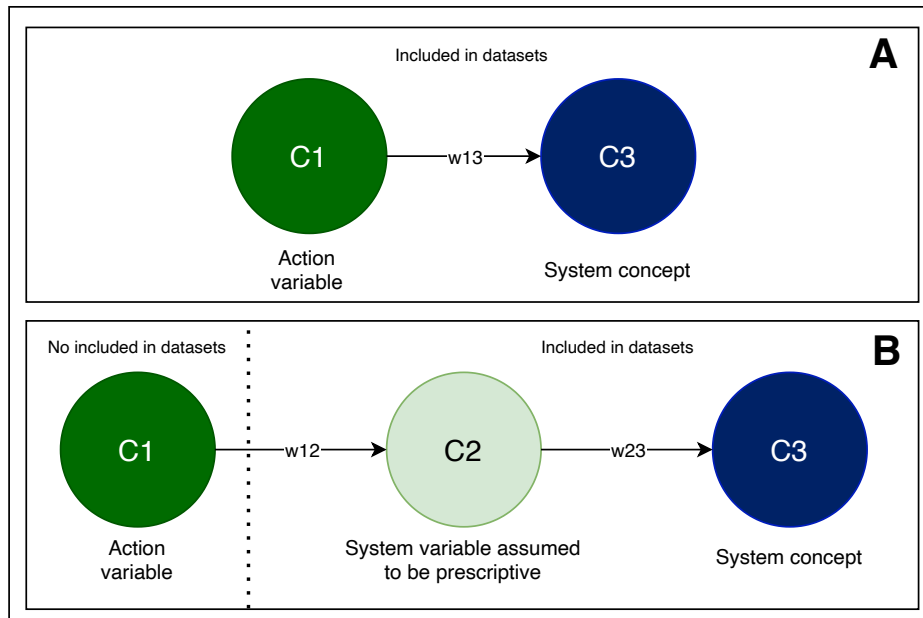 Included in datasets
A
C1
w13
C3
Action
variable
System concept
No included in datasets
Included in datasets
B
C1
w12
C2
w23
C3
Action
variable
System variable assumed
to be prescriptive
System concept